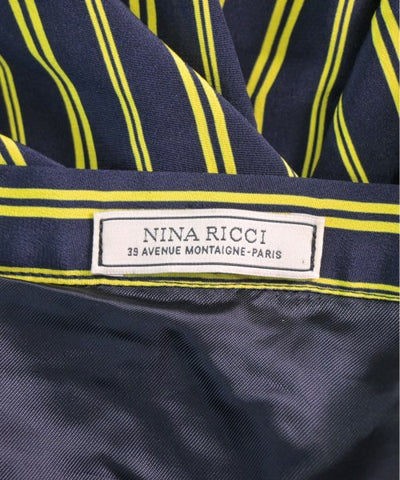 NINA RICCI
39 AVENUE MONTAIGNE-PARIS